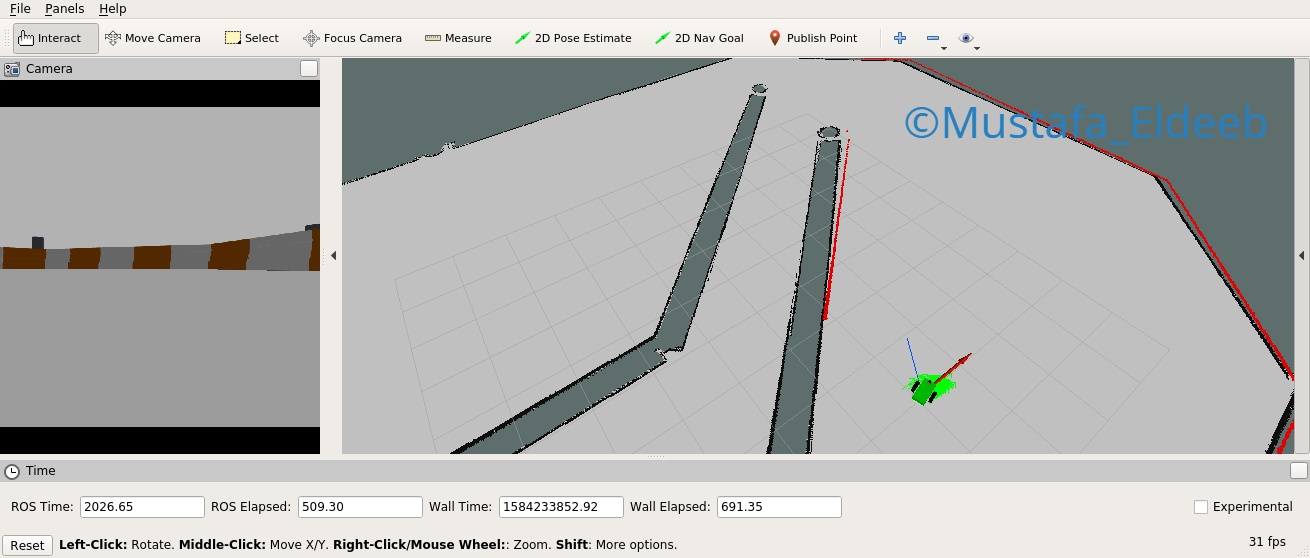 File Panels Help
Interact Move Camera Select Focus Camera Measure 2D Pose Estimate 2D Nav Goal Publish Point
Camera
©Mustafa_Eldeeb
Time
ROS Time: 2026.65 ROS Elapsed: 509.30 Wall Time: 1584233852.92 Wall Elapsed: 691.35 Experimental
Reset Left-Click: Rotate. Middle-Click: Move X/Y. Right-Click/Mouse Wheel:: Zoom. Shift: More options. 31 fps